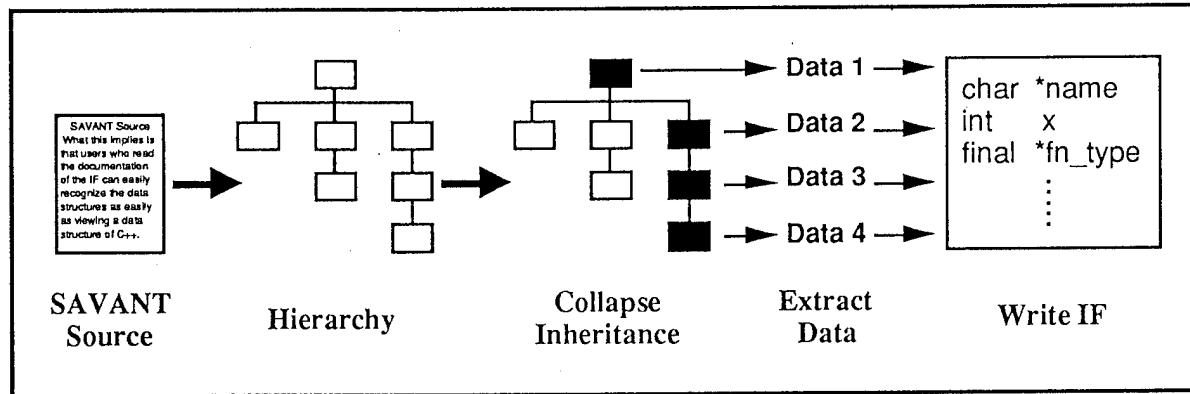 SAVANT Source
What this implies is
that users who read
the documentation
of the IF can easily
recognize the data
structures as easily
as viewing a data
structure of C++.
Data 1
Data 2
Data 3
Data 4
char *name
int x
final *fn_type
SAVANT
Source
Hierarchy
Collapse
Inheritance
Extract
Data
Write IF